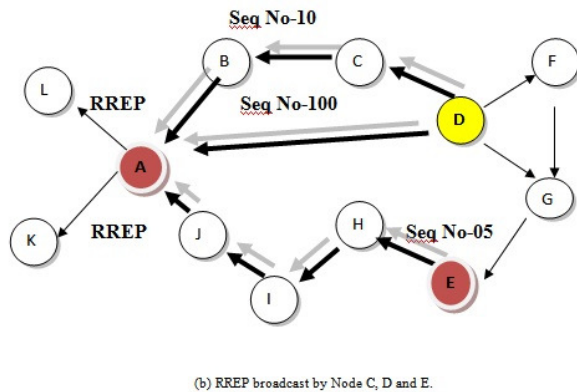 Seq No-10
B
C
F
L
RREP
Seq No-100
D
A
G
K
RREP
J
H
Seq No-05
E
I
(b) RREP broadcast by Node C, D and E.